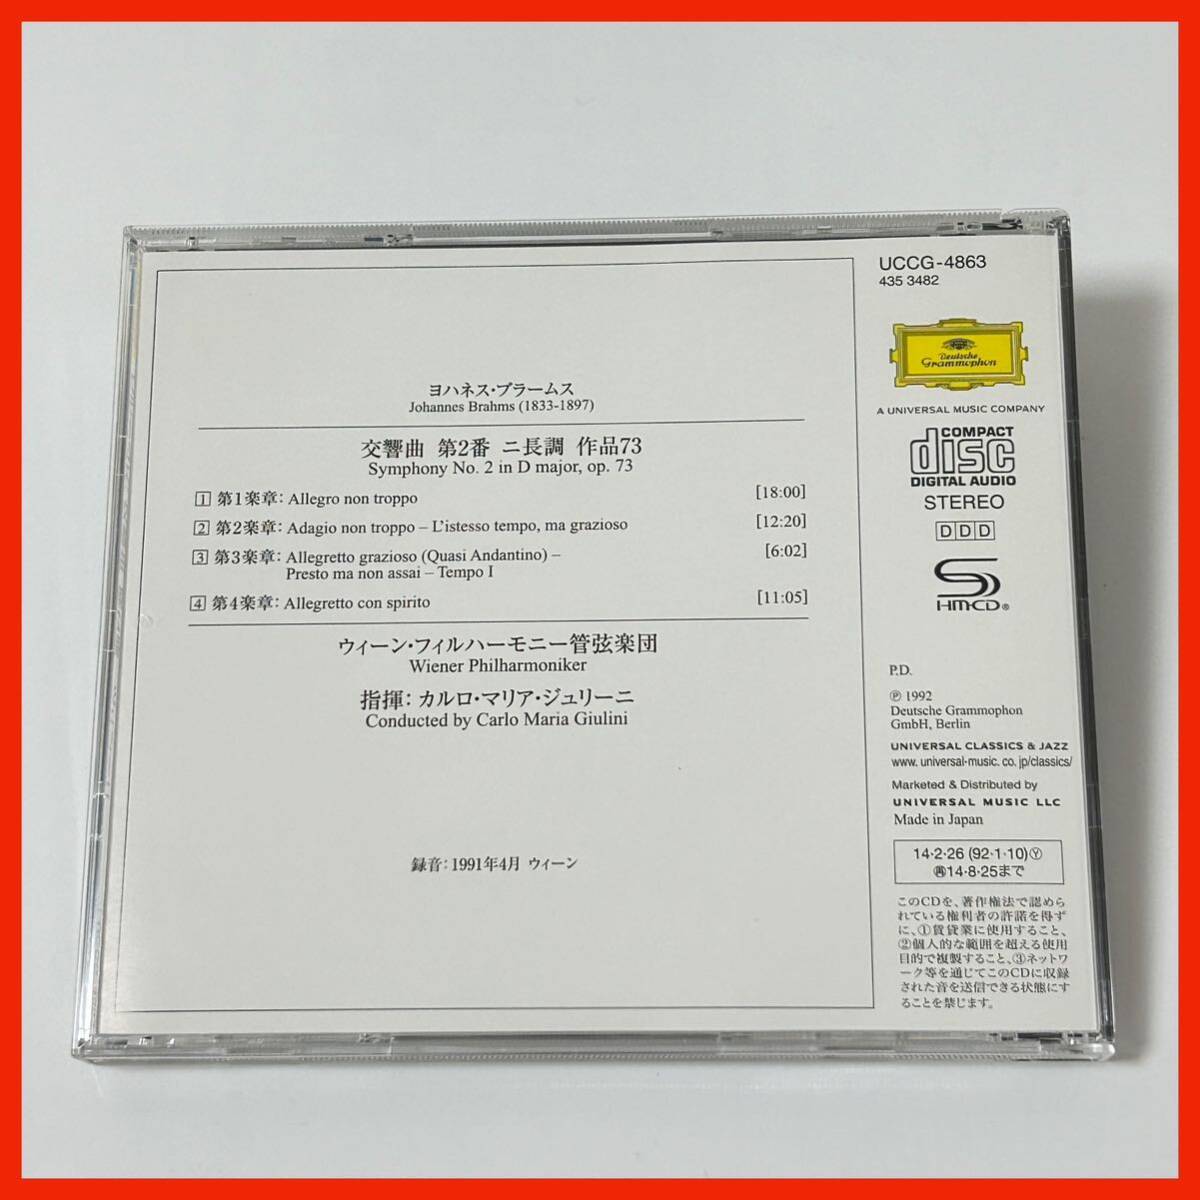 ヨハネス・ブラームス
Johannes Brahms (1833-1897)
交響曲 第2番 ニ長調 作品73
Symphony No. 2 in D major, op. 73
1 第1楽章: Allegro non troppo [18:00]
2 第2楽章: Adagio non troppo – L'istesso tempo, ma grazioso [12:20]
3 第3楽章: Allegretto grazioso (Quasi Andantino) – [6:02]
Presto ma non assai – Tempo I
4 第4楽章: Allegretto con spirito [11:05]
ウィーン・フィルハーモニー管弦楽団
Wiener Philharmoniker
指揮: カルロ・マリア・ジュリーニ
Conducted by Carlo Maria Giulini
録音: 1991年4月 ウィーン
UCCG-4863
435 3482
Deutsche
Grammophon
A UNIVERSAL MUSIC COMPANY
COMPACT
disc
DIGITAL AUDIO
STEREO
DDD
HM-CD®
P.D.
℗ 1992
Deutsche Grammophon
GmbH, Berlin
UNIVERSAL CLASSICS & JAZZ
www. universal-music. co. jp/classics/
Marketed & Distributed by
UNIVERSAL MUSIC LLC
Made in Japan
14・2・26 (92・1・10)Ⓨ
㊢14・8・25まで
このCDを、著作権法で認めら
れている権利者の許諾を得ず
に、①賃貸業に使用すること、
②個人的な範囲を超える使用
目的で複製すること、③ネットワ
ーク等を通じてこのCDに収録
された音を送信できる状態にす
ることを禁じます。